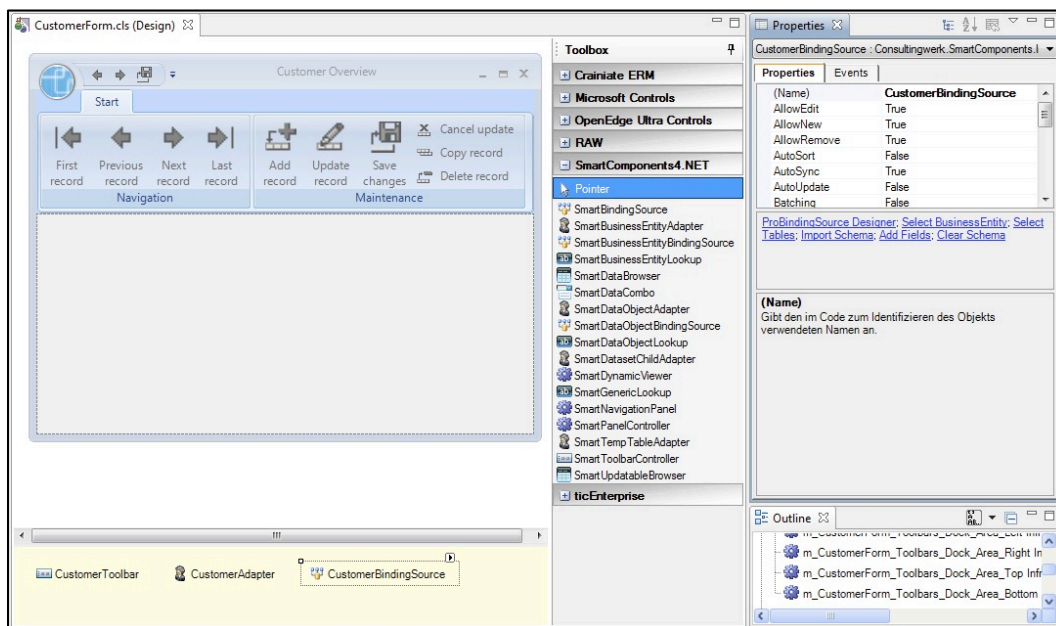 CustomerForm.cls (Design)
Customer Overview
Start
First record
Previous record
Next record
Last record
Navigation
Add record
Update record
Save changes
Cancel update
Copy record
Delete record
Maintenance
CustomerToolbar
CustomerAdapter
CustomerBindingSource
Toolbox
Crainiate ERM
Microsoft Controls
OpenEdge Ultra Controls
RAW
SmartComponents4.NET
Pointer
SmartBindingSource
SmartBusinessEntityAdapter
SmartBusinessEntityBindingSource
SmartBusinessEntityLookup
SmartDataBrowser
SmartDataCombo
SmartDataObjectAdapter
SmartDataObjectBindingSource
SmartDataObjectLookup
SmartDatasetChildAdapter
SmartDynamicViewer
SmartGenericLookup
SmartNavigationPanel
SmartPanelController
SmartTempTableAdapter
SmartToolbarController
SmartUpdatableBrowser
ticEnterprise
Properties
CustomerBindingSource : Consultingwerk.SmartComponents.I
Properties Events
(Name) CustomerBindingSource
AllowEdit True
AllowNew True
AllowRemove True
AutoSort False
AutoSync True
AutoUpdate False
Batching False
ProBindingSource Designer; Select BusinessEntity; Select
Tables; Import Schema; Add Fields; Clear Schema
(Name)
Gibt den im Code zum Identifizieren des Objekts
verwendeten Namen an.
Outline
m_CustomerForm_Toolbars_Dock_Area_Left Infr
m_CustomerForm_Toolbars_Dock_Area_Right In
m_CustomerForm_Toolbars_Dock_Area_Top Infr
m_CustomerForm_Toolbars_Dock_Area_Bottom